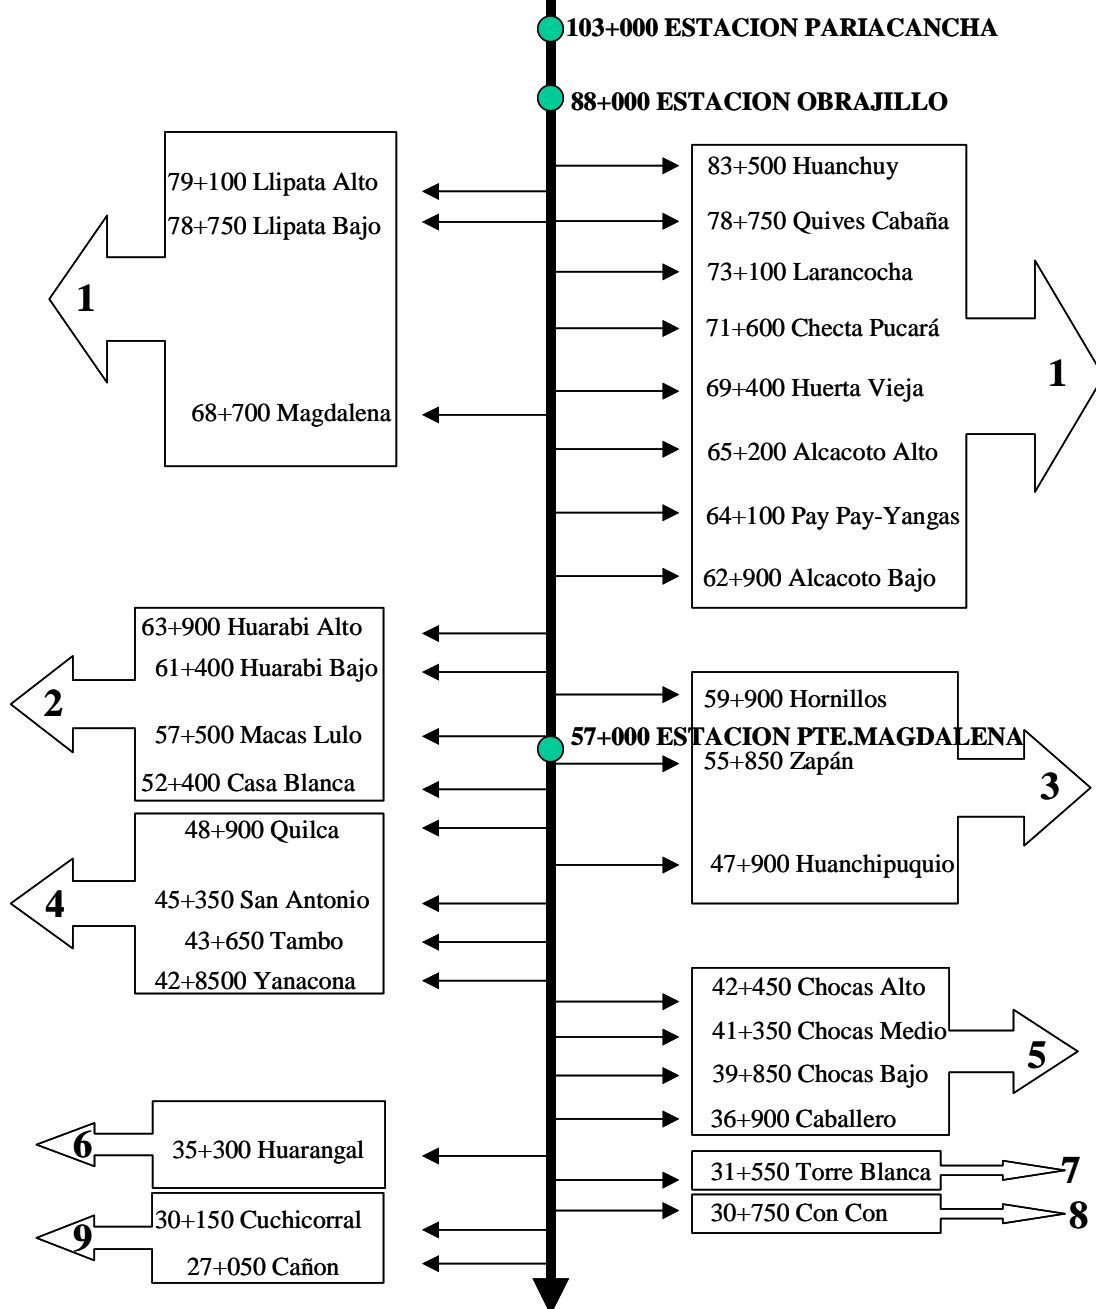 103+000 ESTACION PARIACANCHA
88+000 ESTACION OBRAJILLO
79+100 Llipata Alto
78+750 Llipata Bajo
1
68+700 Magdalena
83+500 Huanchuy
78+750 Quives Cabaña
73+100 Larancocha
71+600 Checta Pucará
1
69+400 Huerta Vieja
65+200 Alcacoto Alto
64+100 Pay Pay-Yangas
62+900 Alcacoto Bajo
63+900 Huarabi Alto
61+400 Huarabi Bajo
2
57+500 Macas Lulo
52+400 Casa Blanca
59+900 Hornillos
57+000 ESTACION PTE.MAGDALENA
55+850 Zapán
3
47+900 Huanchipuquio
48+900 Quilca
4
45+350 San Antonio
43+650 Tambo
42+8500 Yanacona
42+450 Chocas Alto
41+350 Chocas Medio
5
39+850 Chocas Bajo
36+900 Caballero
6
35+300 Huarangal
31+550 Torre Blanca
7
30+750 Con Con
8
30+150 Cuchicorral
9
27+050 Cañon